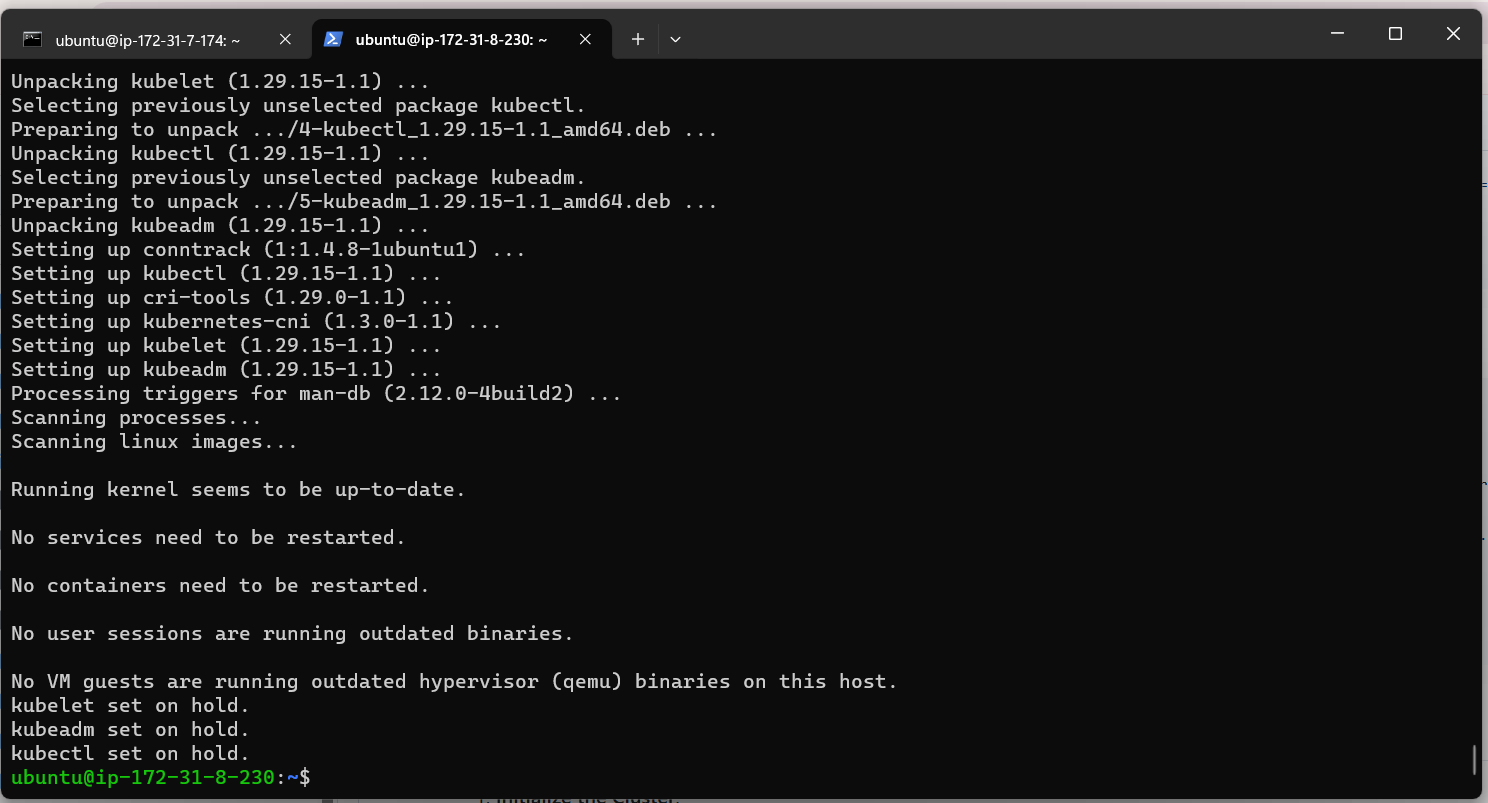 ubuntu@ip-172-31-7-174: ~
ubuntu@ip-172-31-8-230: ~
Unpacking kubelet (1.29.15-1.1) ...
Selecting previously unselected package kubectl.
Preparing to unpack .../4-kubectl_1.29.15-1.1_amd64.deb ...
Unpacking kubectl (1.29.15-1.1) ...
Selecting previously unselected package kubeadm.
Preparing to unpack .../5-kubeadm_1.29.15-1.1_amd64.deb ...
Unpacking kubeadm (1.29.15-1.1) ...
Setting up conntrack (1:1.4.8-1ubuntu1) ...
Setting up kubectl (1.29.15-1.1) ...
Setting up cri-tools (1.29.0-1.1) ...
Setting up kubernetes-cni (1.3.0-1.1) ...
Setting up kubelet (1.29.15-1.1) ...
Setting up kubeadm (1.29.15-1.1) ...
Processing triggers for man-db (2.12.0-4build2) ...
Scanning processes...
Scanning linux images...
Running kernel seems to be up-to-date.
No services need to be restarted.
No containers need to be restarted.
No user sessions are running outdated binaries.
No VM guests are running outdated hypervisor (qemu) binaries on this host.
kubelet set on hold.
kubeadm set on hold.
kubectl set on hold.
ubuntu@ip-172-31-8-230:~$